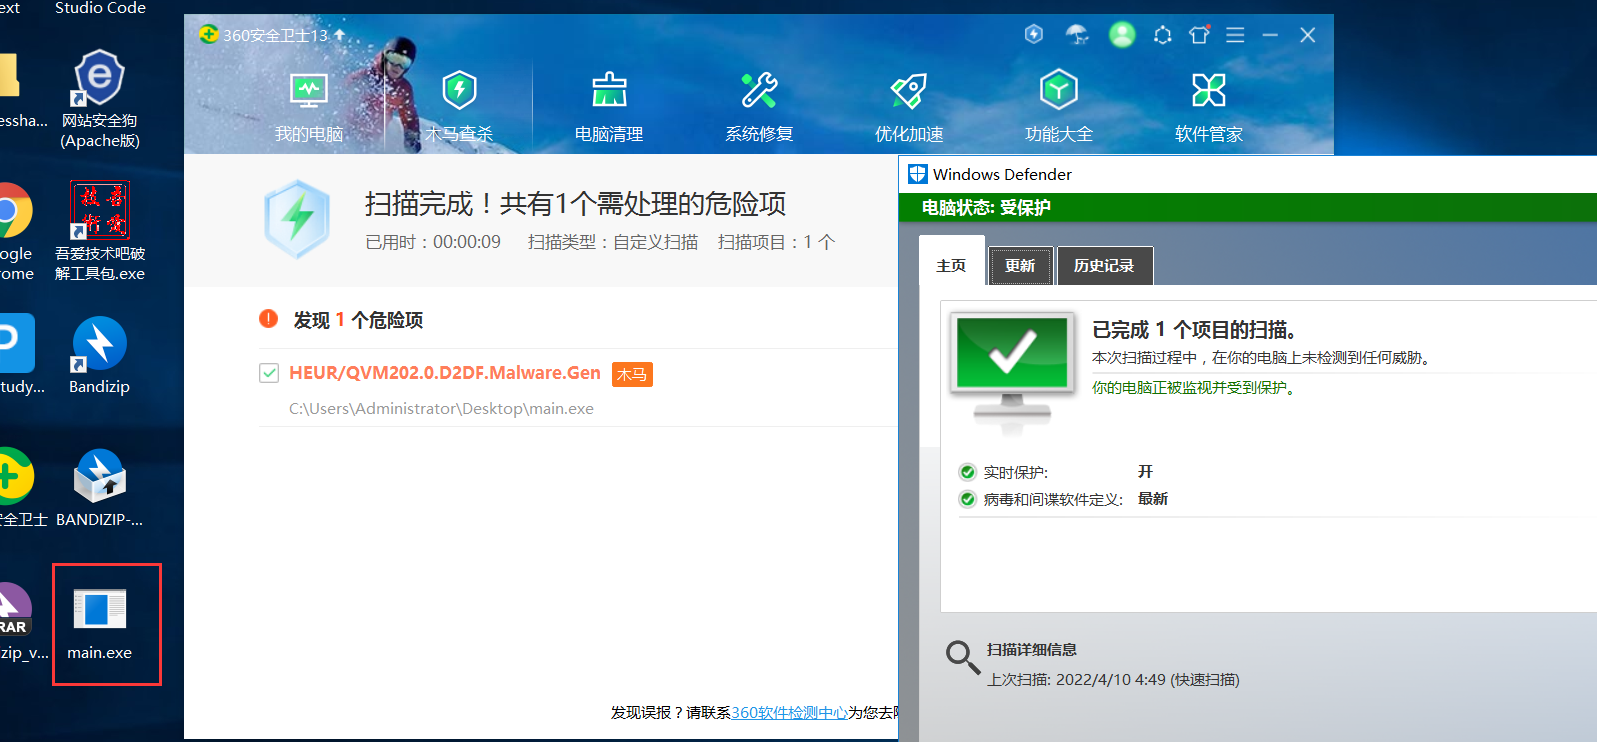 ext
Studio Code
essha...
网站安全狗
(Apache版)
ogle
ome
吾爱技术吧破
解工具包.exe
tudy...
Bandizip
安全卫士
BANDIZIP-...
RAR
zip_v...
main.exe
360安全卫士13
我的电脑
木马查杀
电脑清理
系统修复
优化加速
功能大全
软件管家
扫描完成！共有1个需处理的危险项
已用时：00:00:09 扫描类型：自定义扫描 扫描项目：1 个
发现 1 个危险项
HEUR/QVM202.0.D2DF.Malware.Gen 木马
C:\Users\Administrator\Desktop\main.exe
发现误报？请联系360软件检测中心为您去
Windows Defender
电脑状态: 受保护
主页
更新
历史记录
已完成 1 个项目的扫描。
本次扫描过程中，在你的电脑上未检测到任何威胁。
你的电脑正被监视并受到保护。
实时保护: 开
病毒和间谍软件定义: 最新
扫描详细信息
上次扫描: 2022/4/10 4:49 (快速扫描)